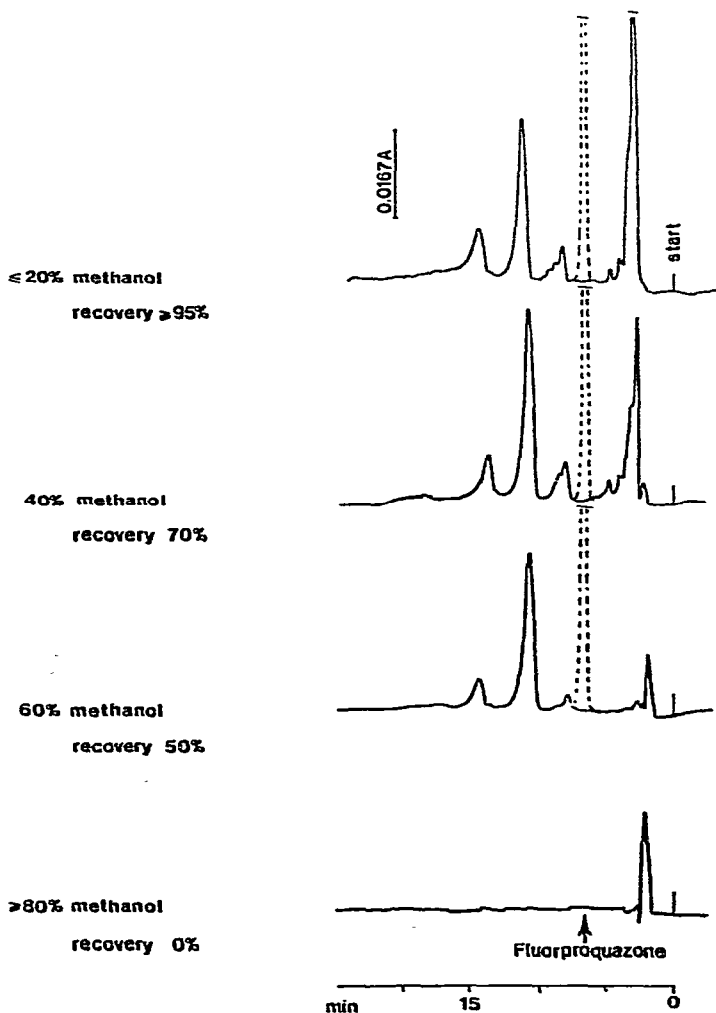 0.0167A
start
≤20% methanol
recovery ≥95%
40% methanol
recovery 70%
60% methanol
recovery 50%
≥80% methanol
recovery 0%
Fluorproquazone
min 15 0